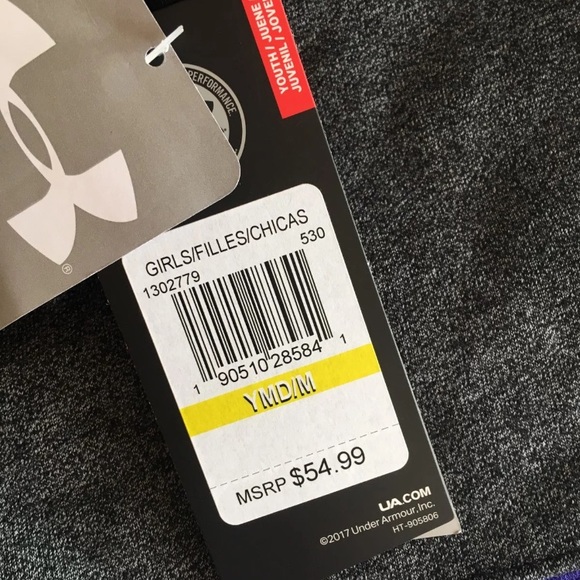 YOUTH / JUENE
JUVENIL / JOVE
PERFORMANCE
®
GIRLS/FILLES/CHICAS
1302779 530
1 90510 28584 1
YMD/M
MSRP $54.99
UA.COM
©2017 Under Armour, Inc.
HT-905806